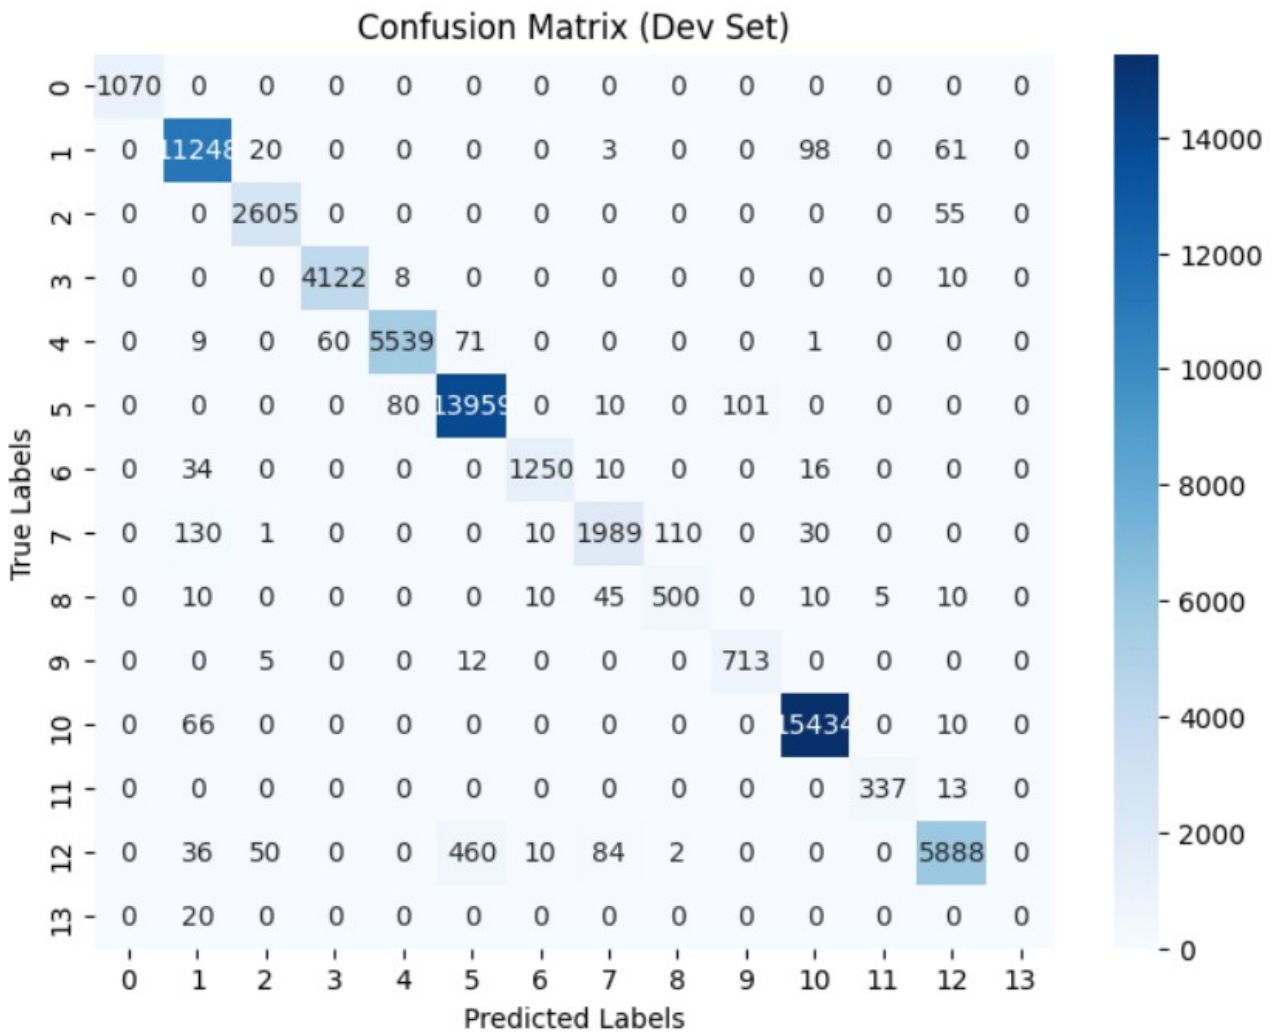 Confusion Matrix (Dev Set)
0 1070 0 0 0 0 0 0 0 0 0 0 0 0 0
1 0 11248 20 0 0 0 0 3 0 0 98 0 61 0
2 0 0 2605 0 0 0 0 0 0 0 0 0 55 0
3 0 0 0 4122 8 0 0 0 0 0 0 0 10 0
4 0 9 0 60 5539 71 0 0 0 0 1 0 0 0
5 0 0 0 0 80 13959 0 10 0 101 0 0 0 0
6 0 34 0 0 0 0 1250 10 0 0 16 0 0 0
7 0 130 1 0 0 0 10 1989 110 0 30 0 0 0
8 0 10 0 0 0 0 10 45 500 0 10 5 10 0
9 0 0 5 0 0 12 0 0 0 713 0 0 0 0
10 0 66 0 0 0 0 0 0 0 0 15434 0 10 0
11 0 0 0 0 0 0 0 0 0 0 0 337 13 0
12 0 36 50 0 0 460 10 84 2 0 0 0 5888 0
13 0 20 0 0 0 0 0 0 0 0 0 0 0 0
0 1 2 3 4 5 6 7 8 9 10 11 12 13
Predicted Labels
True Labels
14000
12000
10000
8000
6000
4000
2000
0